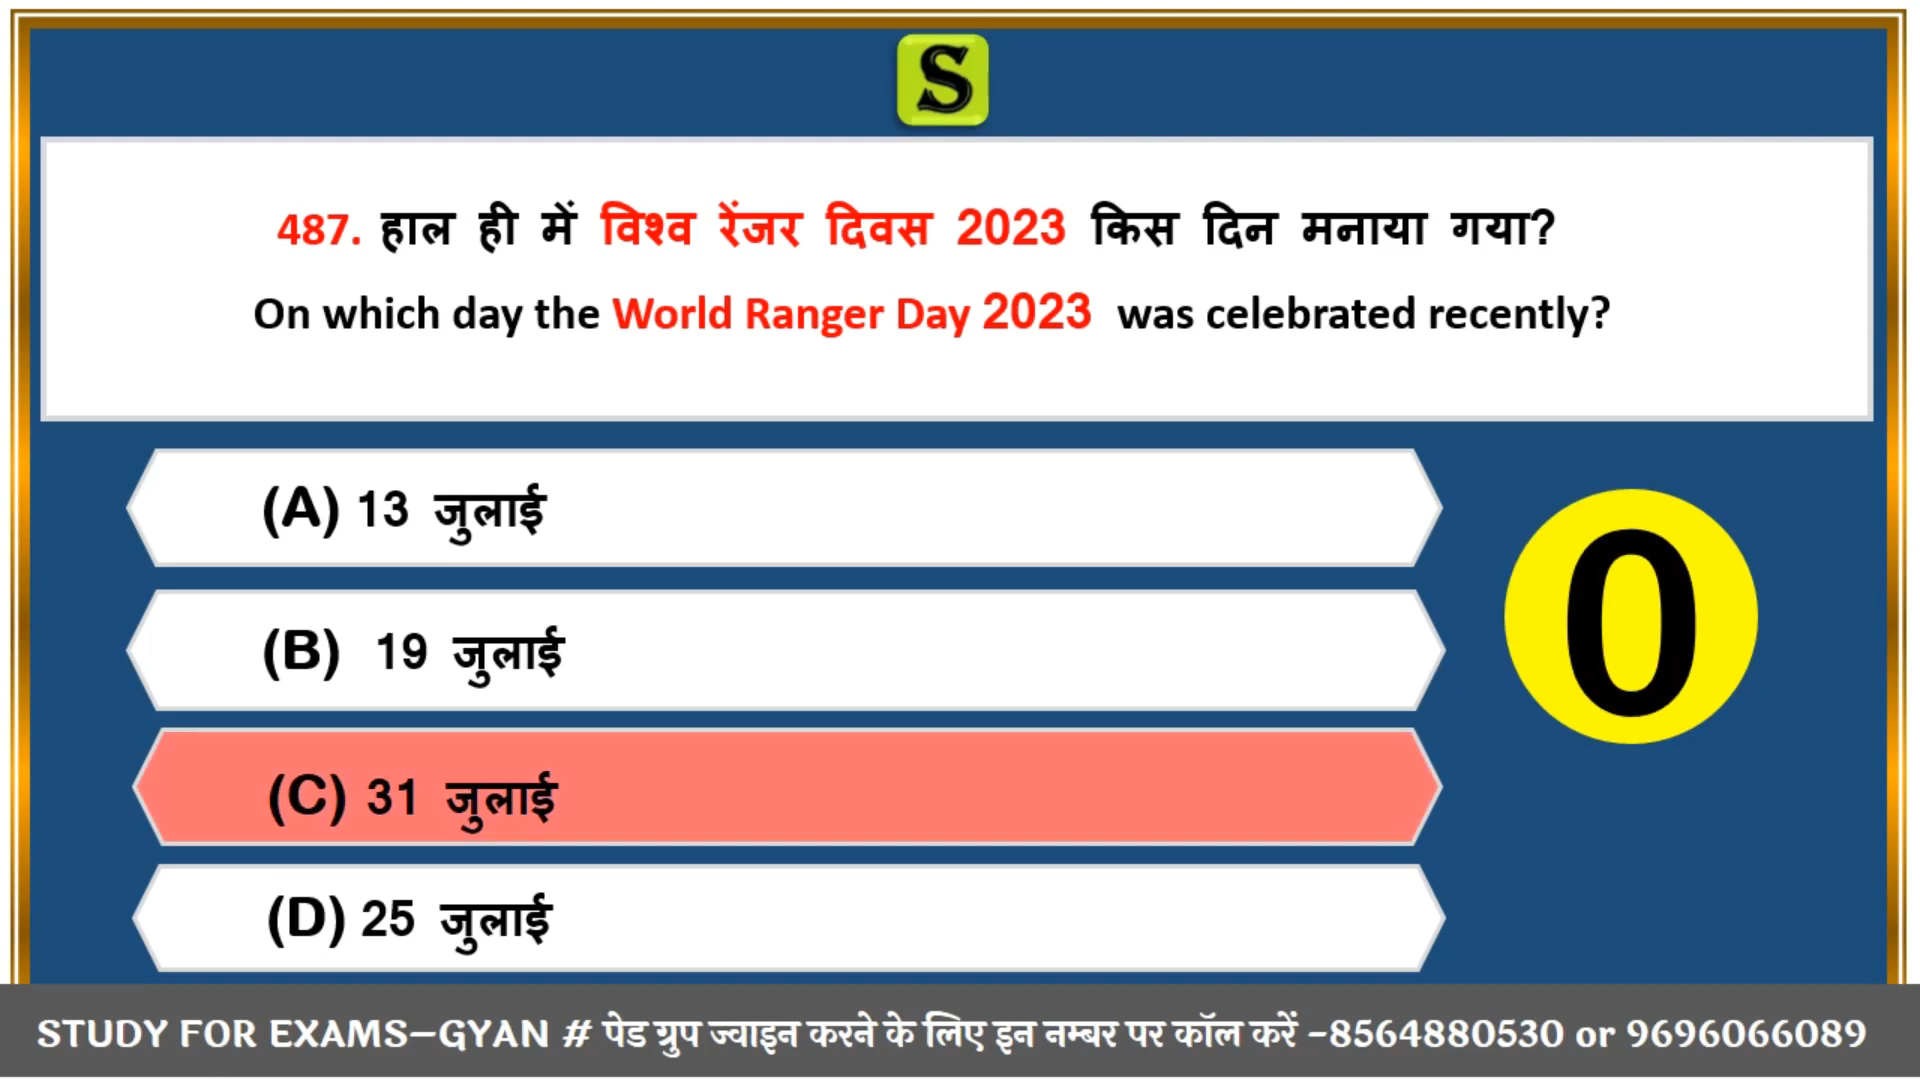 S
487. हाल ही में विश्व रेंजर दिवस 2023 किस दिन मनाया गया?
On which day the World Ranger Day 2023 was celebrated recently?
(A) 13 जुलाई
(B) 19 जुलाई
0
(C) 31 जुलाई
(D) 25 जुलाई
STUDY FOR EXAMS–GYAN # पेड ग्रुप ज्वाइन करने के लिए इन नम्बर पर कॉल करें –8564880530 or 9696066089